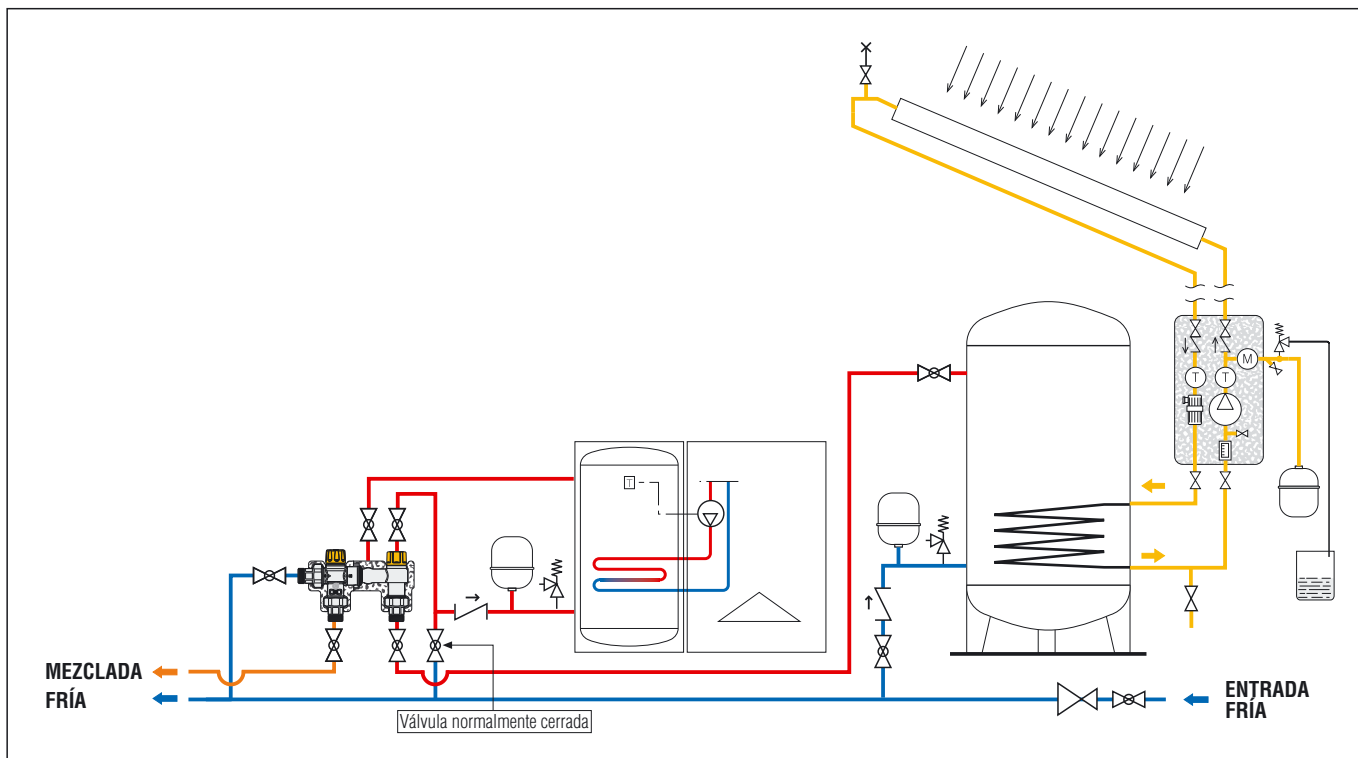 T
T
M
T
MEZCLADA
FRÍA
ENTRADA
FRÍA
Válvula normalmente cerrada